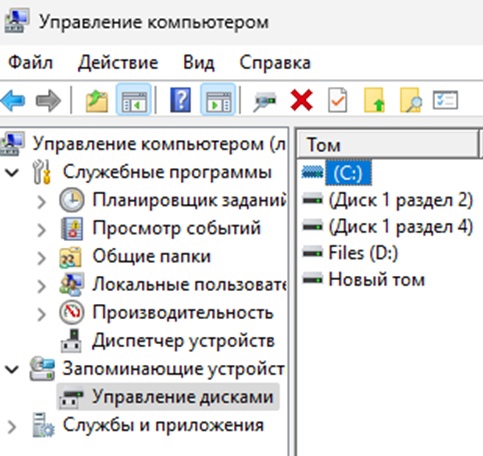 Управление компьютером
Файл Действие Вид Справка
Управление компьютером (л
Служебные программы
Планировщик заданий
Просмотр событий
Общие папки
Локальные пользовате
Производительность
Диспетчер устройств
Запоминающие устройст
Управление дисками
Службы и приложения
Том
(C:)
(Диск 1 раздел 2)
(Диск 1 раздел 4)
Files (D:)
Новый том